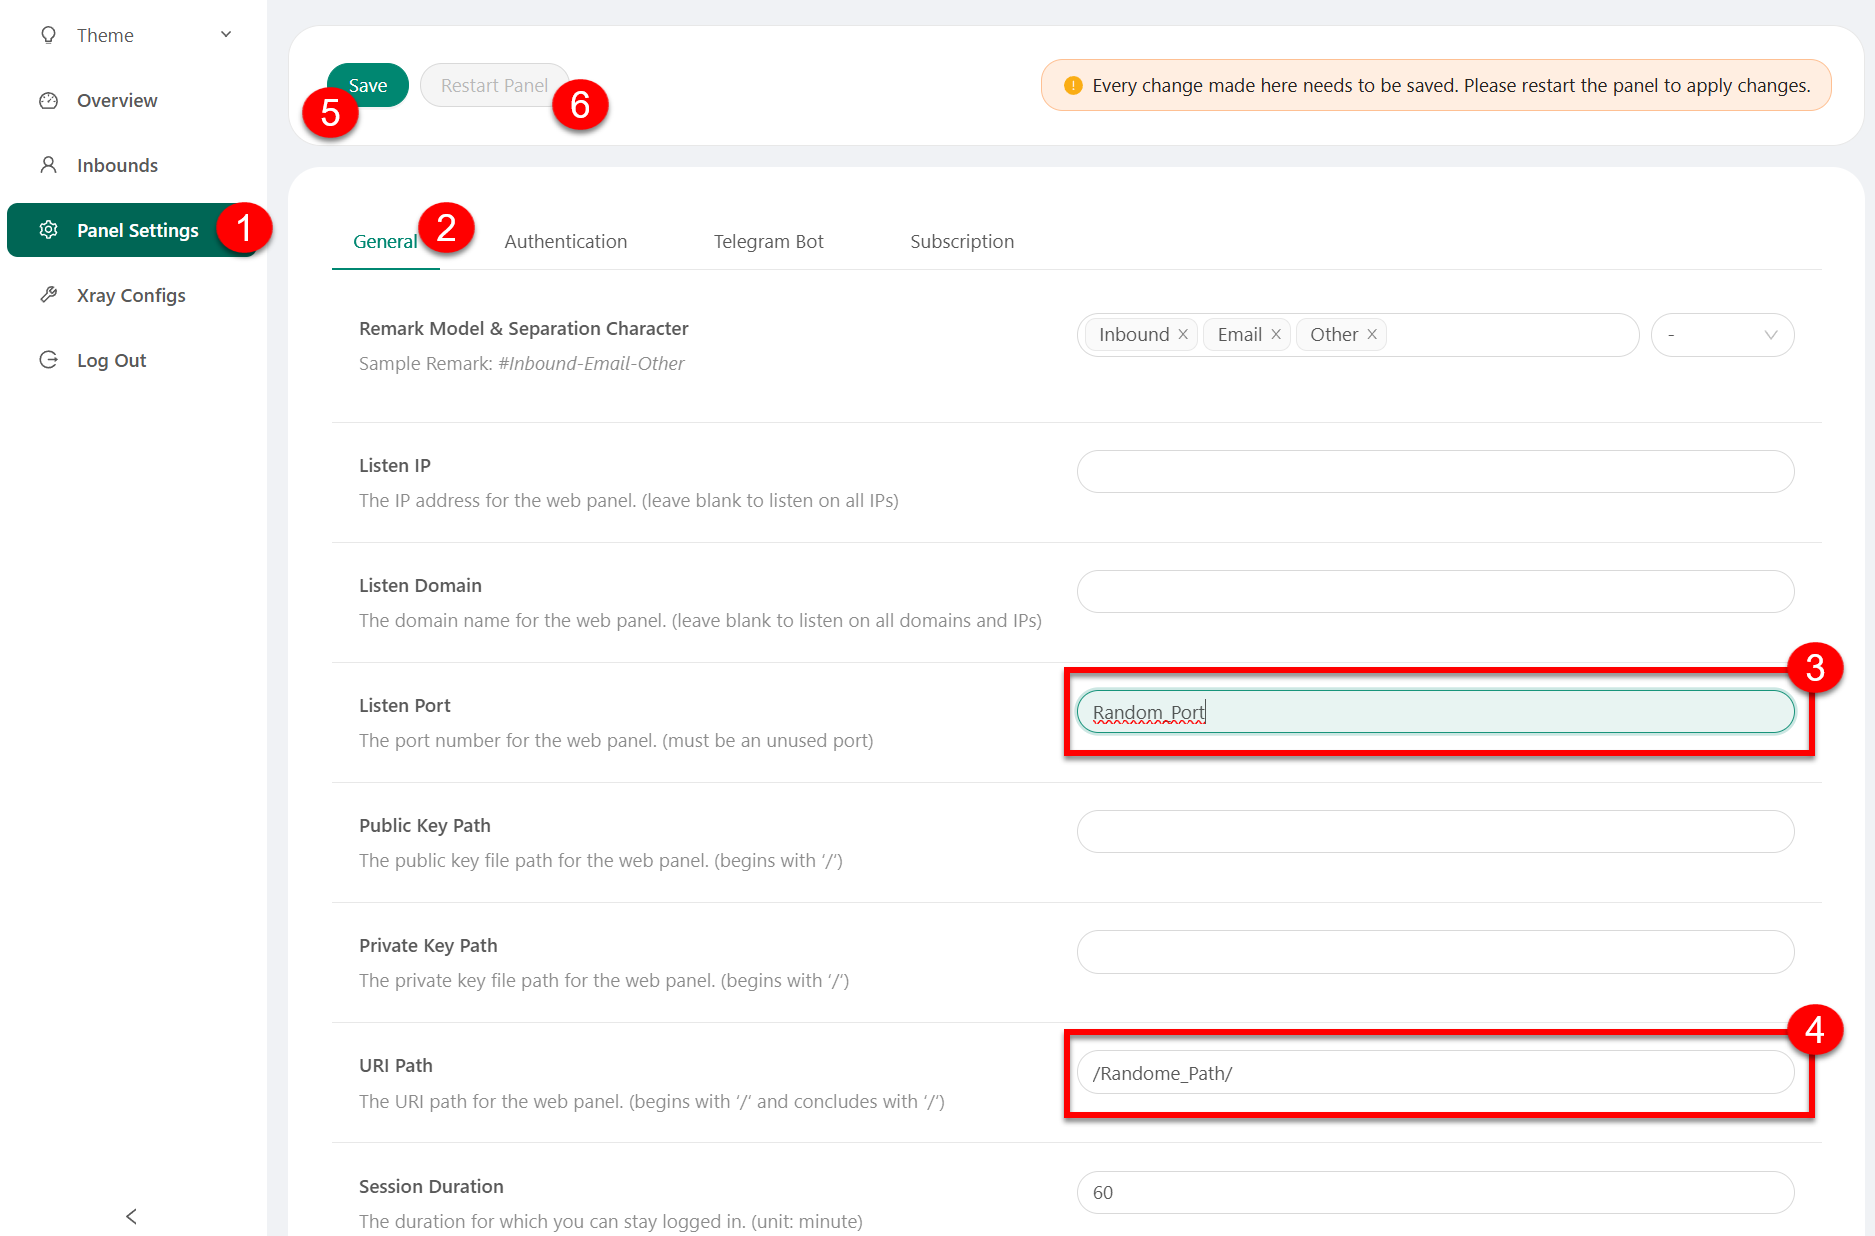 Theme
Overview
Inbounds
Panel Settings 1
Xray Configs
Log Out
Save Restart Panel
5 6
Every change made here needs to be saved. Please restart the panel to apply changes.
General 2 Authentication Telegram Bot Subscription
Remark Model & Separation Character
Sample Remark: #Inbound-Email-Other
Inbound Email Other -
Listen IP
The IP address for the web panel. (leave blank to listen on all IPs)
Listen Domain
The domain name for the web panel. (leave blank to listen on all domains and IPs)
3
Listen Port
Random_Port
The port number for the web panel. (must be an unused port)
Public Key Path
The public key file path for the web panel. (begins with ‘/’)
Private Key Path
The private key file path for the web panel. (begins with ‘/’)
4
URI Path
/Randome_Path/
The URI path for the web panel. (begins with ‘/’ and concludes with ‘/’)
Session Duration
60
The duration for which you can stay logged in. (unit: minute)